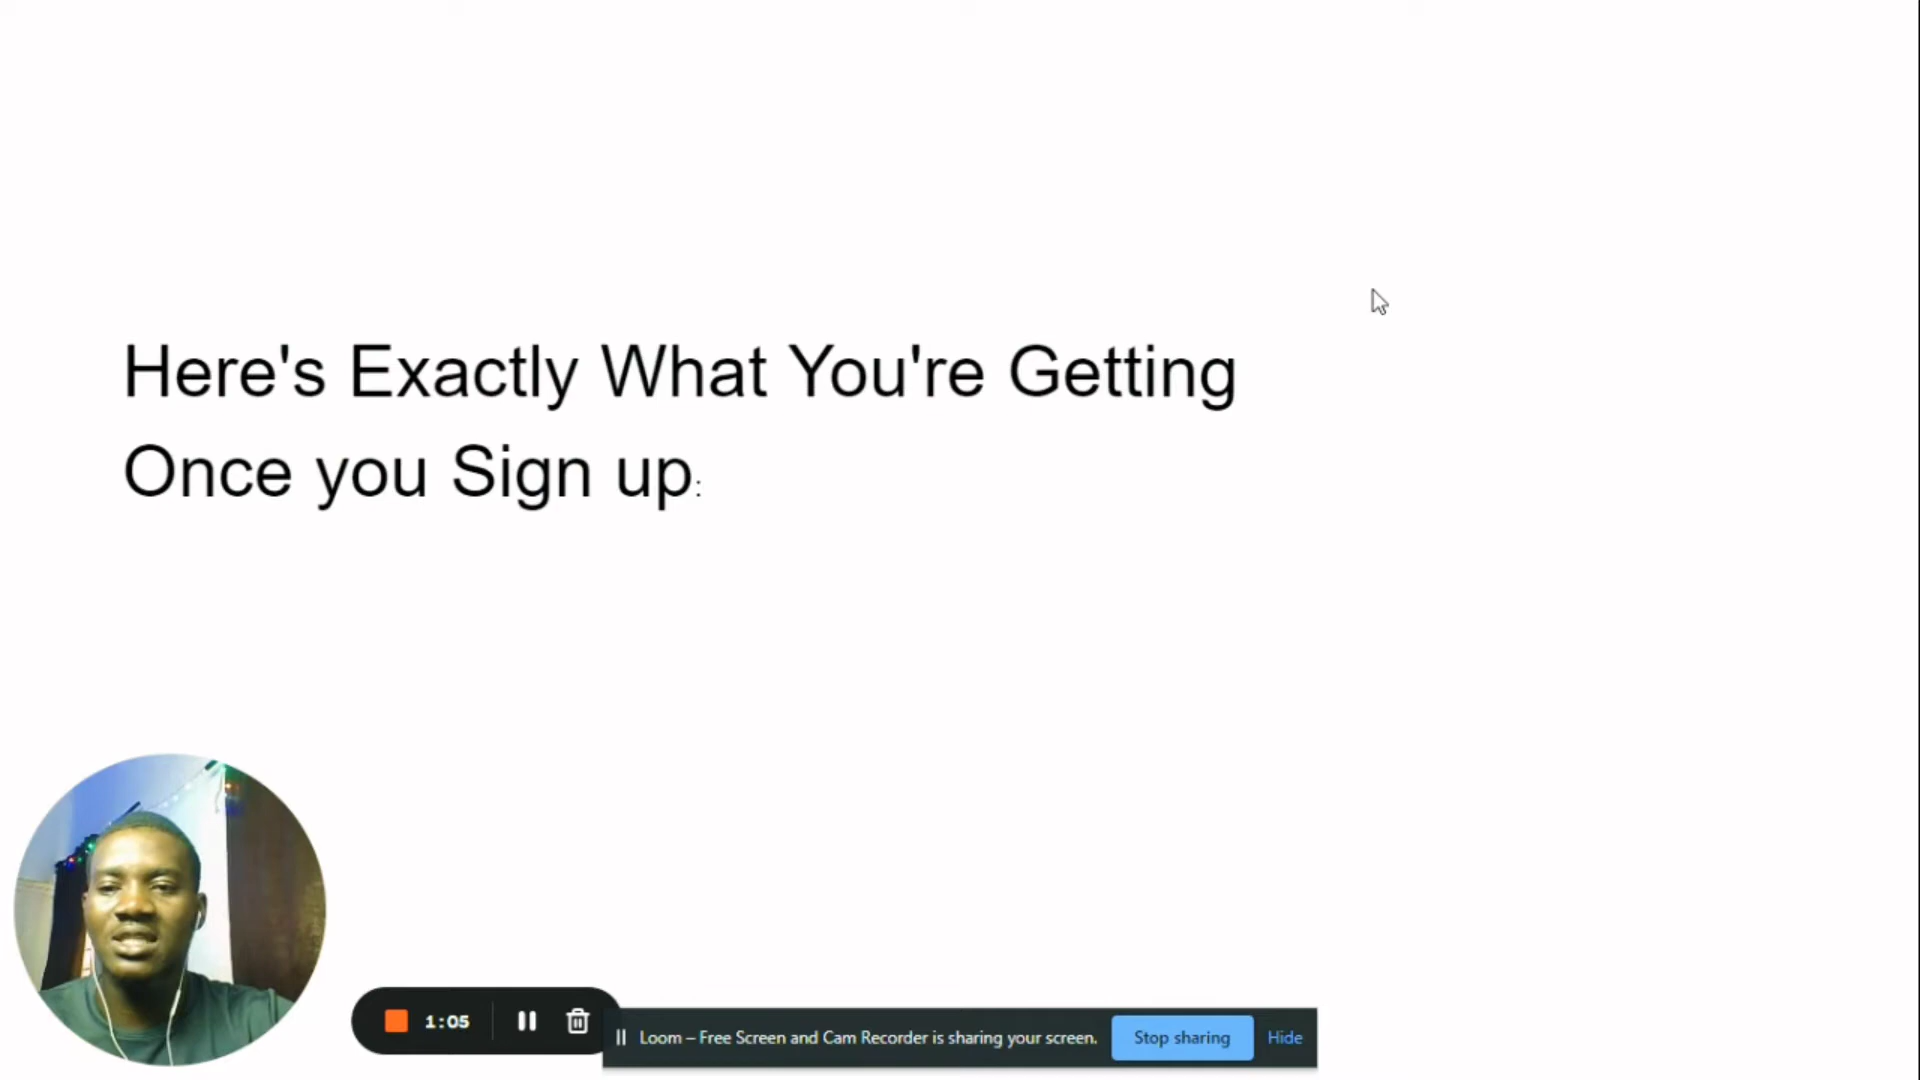 Here's Exactly What You're Getting
Once you Sign up:
1:05
Loom – Free Screen and Cam Recorder is sharing your screen.
Stop sharing
Hide